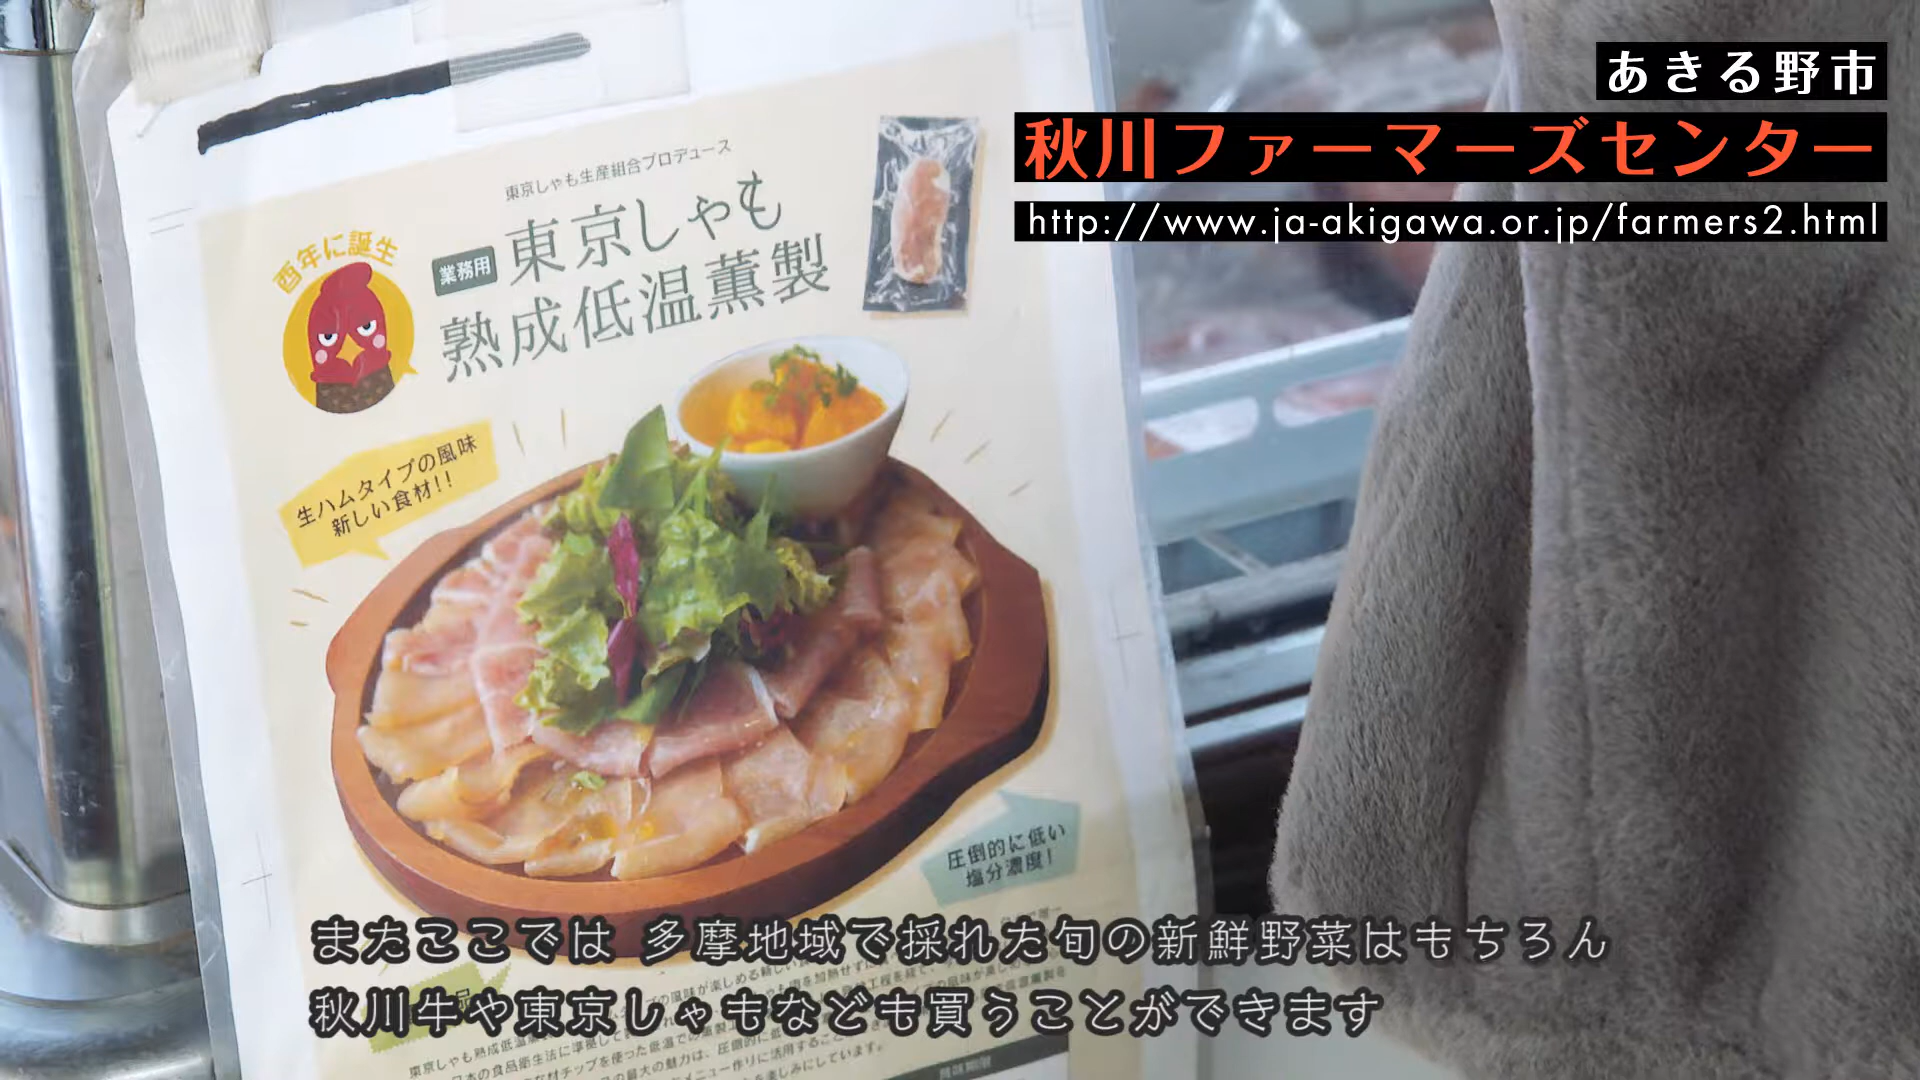 あきる野市
秋川ファーマーズセンター
http://www.ja-akigawa.or.jp/farmers2.html
東京しゃも生産組合プロデュース
酉年に誕生
業務用 東京しゃも
熟成低温薫製
生ハムタイプの風味
新しい食材!!
圧倒的に低い
塩分濃度!
またここでは 多摩地域で採れた旬の新鮮野菜はもちろん
秋川牛や東京しゃもなども買うことができます